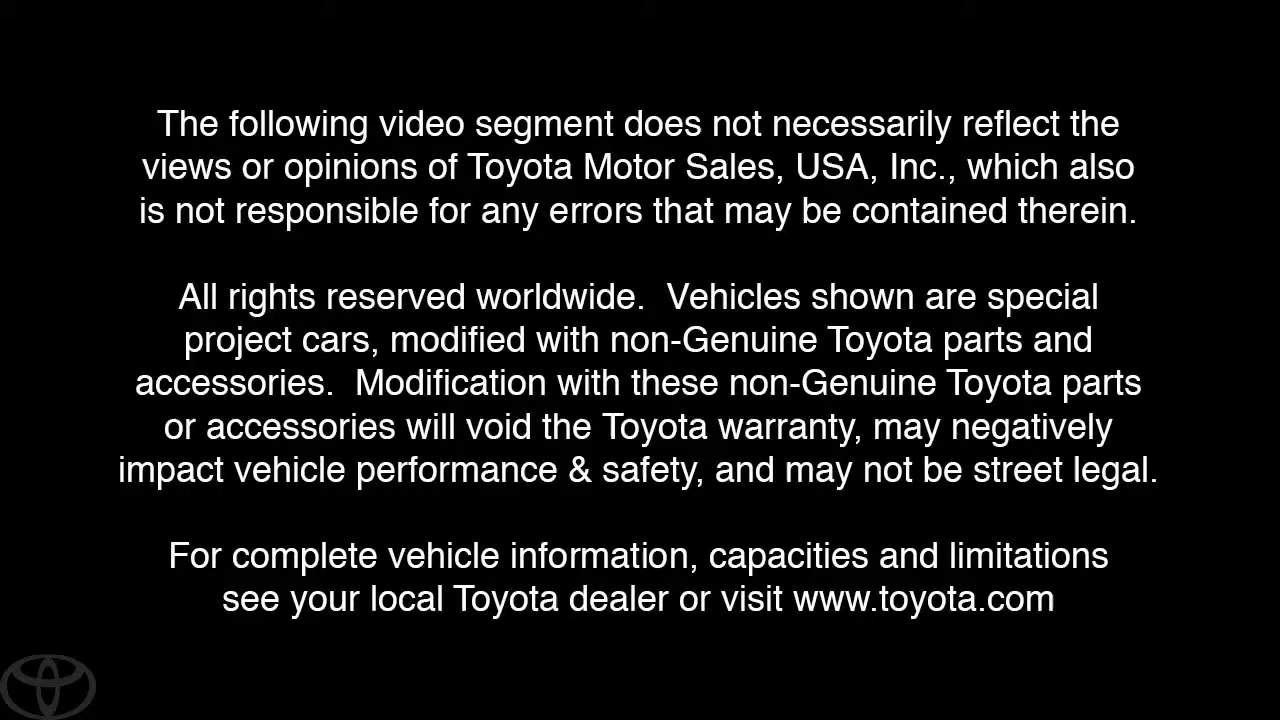 The following video segment does not necessarily reflect the
views or opinions of Toyota Motor Sales, USA, Inc., which also
is not responsible for any errors that may be contained therein.
All rights reserved worldwide.  Vehicles shown are special
project cars, modified with non-Genuine Toyota parts and
accessories.  Modification with these non-Genuine Toyota parts
or accessories will void the Toyota warranty, may negatively
impact vehicle performance & safety, and may not be street legal.
For complete vehicle information, capacities and limitations
see your local Toyota dealer or visit www.toyota.com